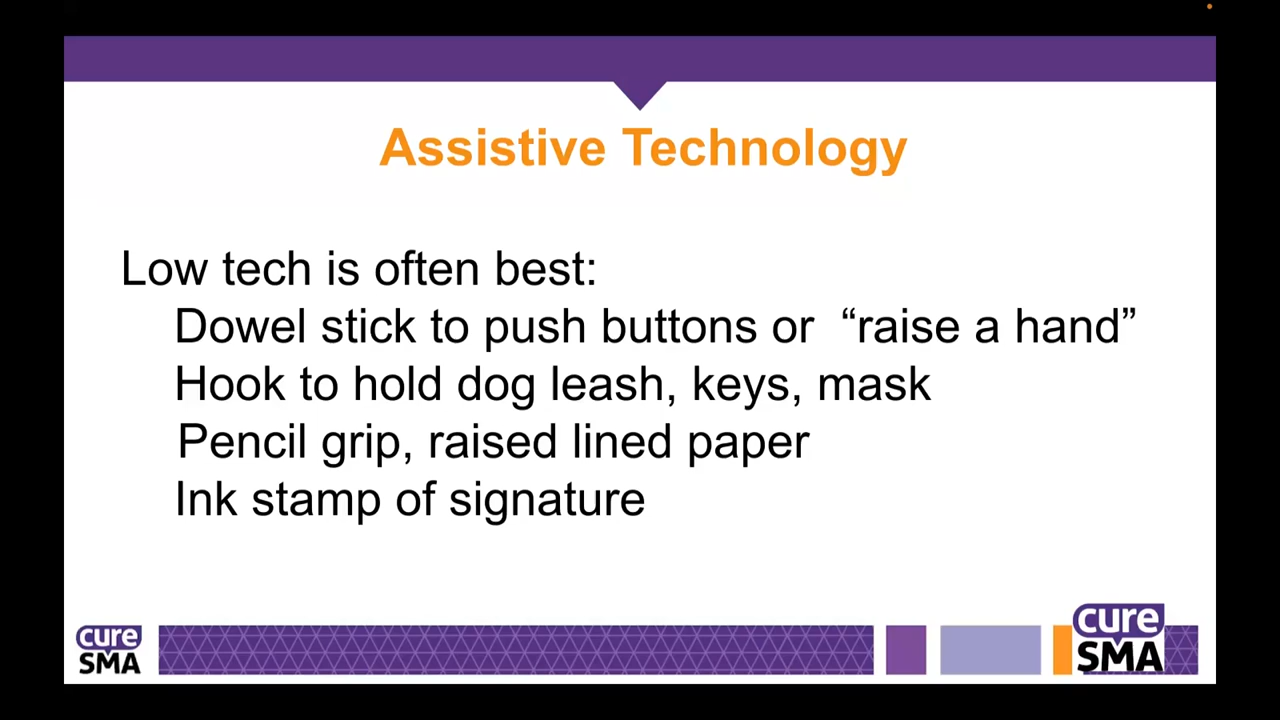 Assistive Technology
Low tech is often best:
Dowel stick to push buttons or “raise a hand”
Hook to hold dog leash, keys, mask
Pencil grip, raised lined paper
Ink stamp of signature
cure
SMA
cure
SMA